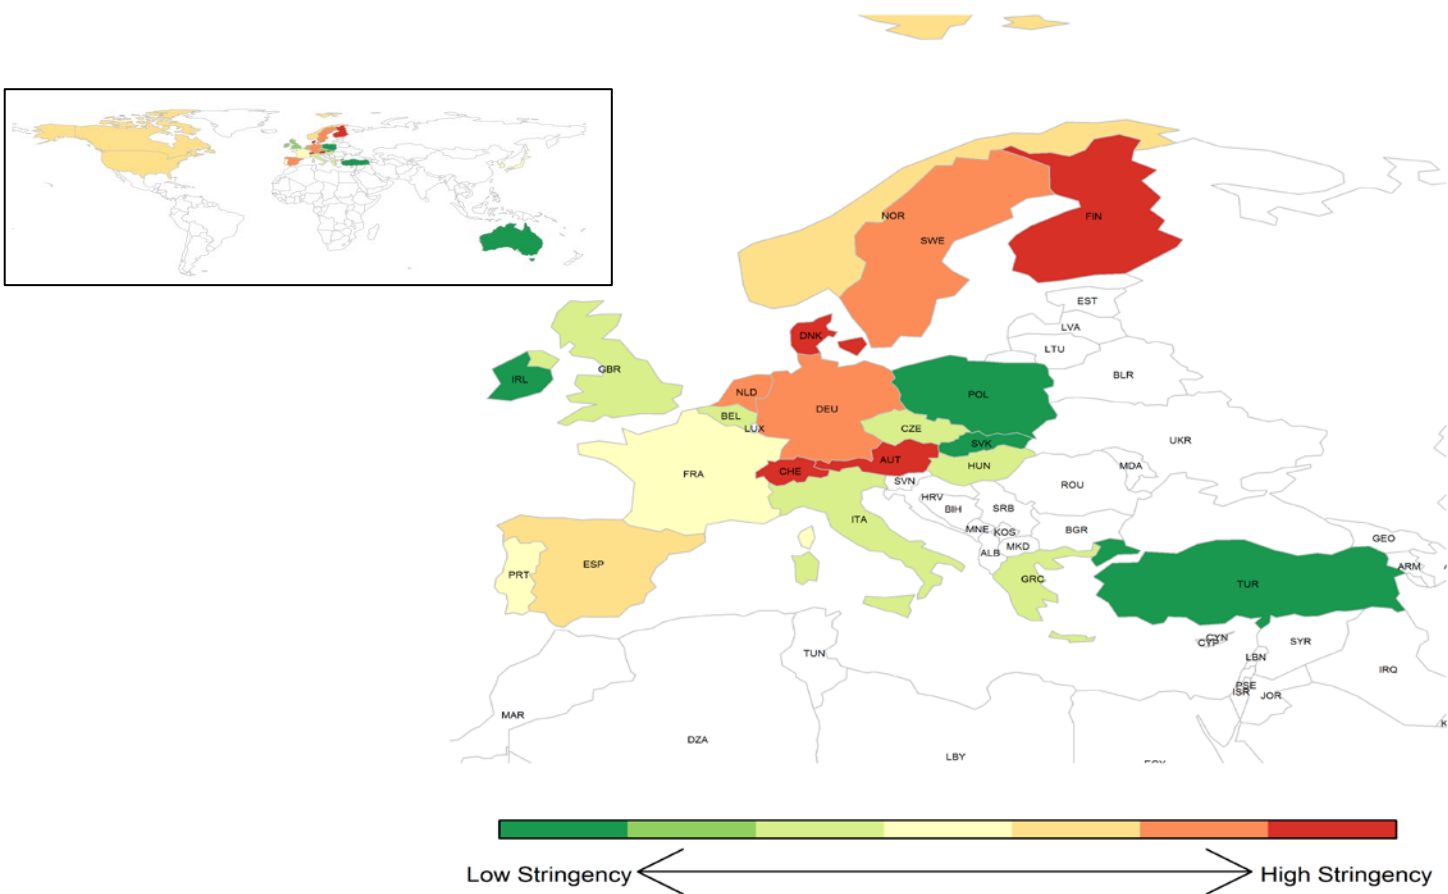 NOR
FIN
SWE
EST
DNK
LVA
LTU
GBR
BLR
IRL
NLD
POL
DEU
BEL
LUX
CZE
UKR
SVK
AUT
HUN
MDA
CHE
FRA
SVN
ROU
HRV
BIH
SRB
ITA
MNE
KOS
BGR
GEO
ALB
MKD
ESP
ARM
PRT
GRC
TUR
CYN
CYP
SYR
TUN
LBN
IRQ
PSE
ISR
JOR
MAR
DZA
LBY
Low Stringency
High Stringency